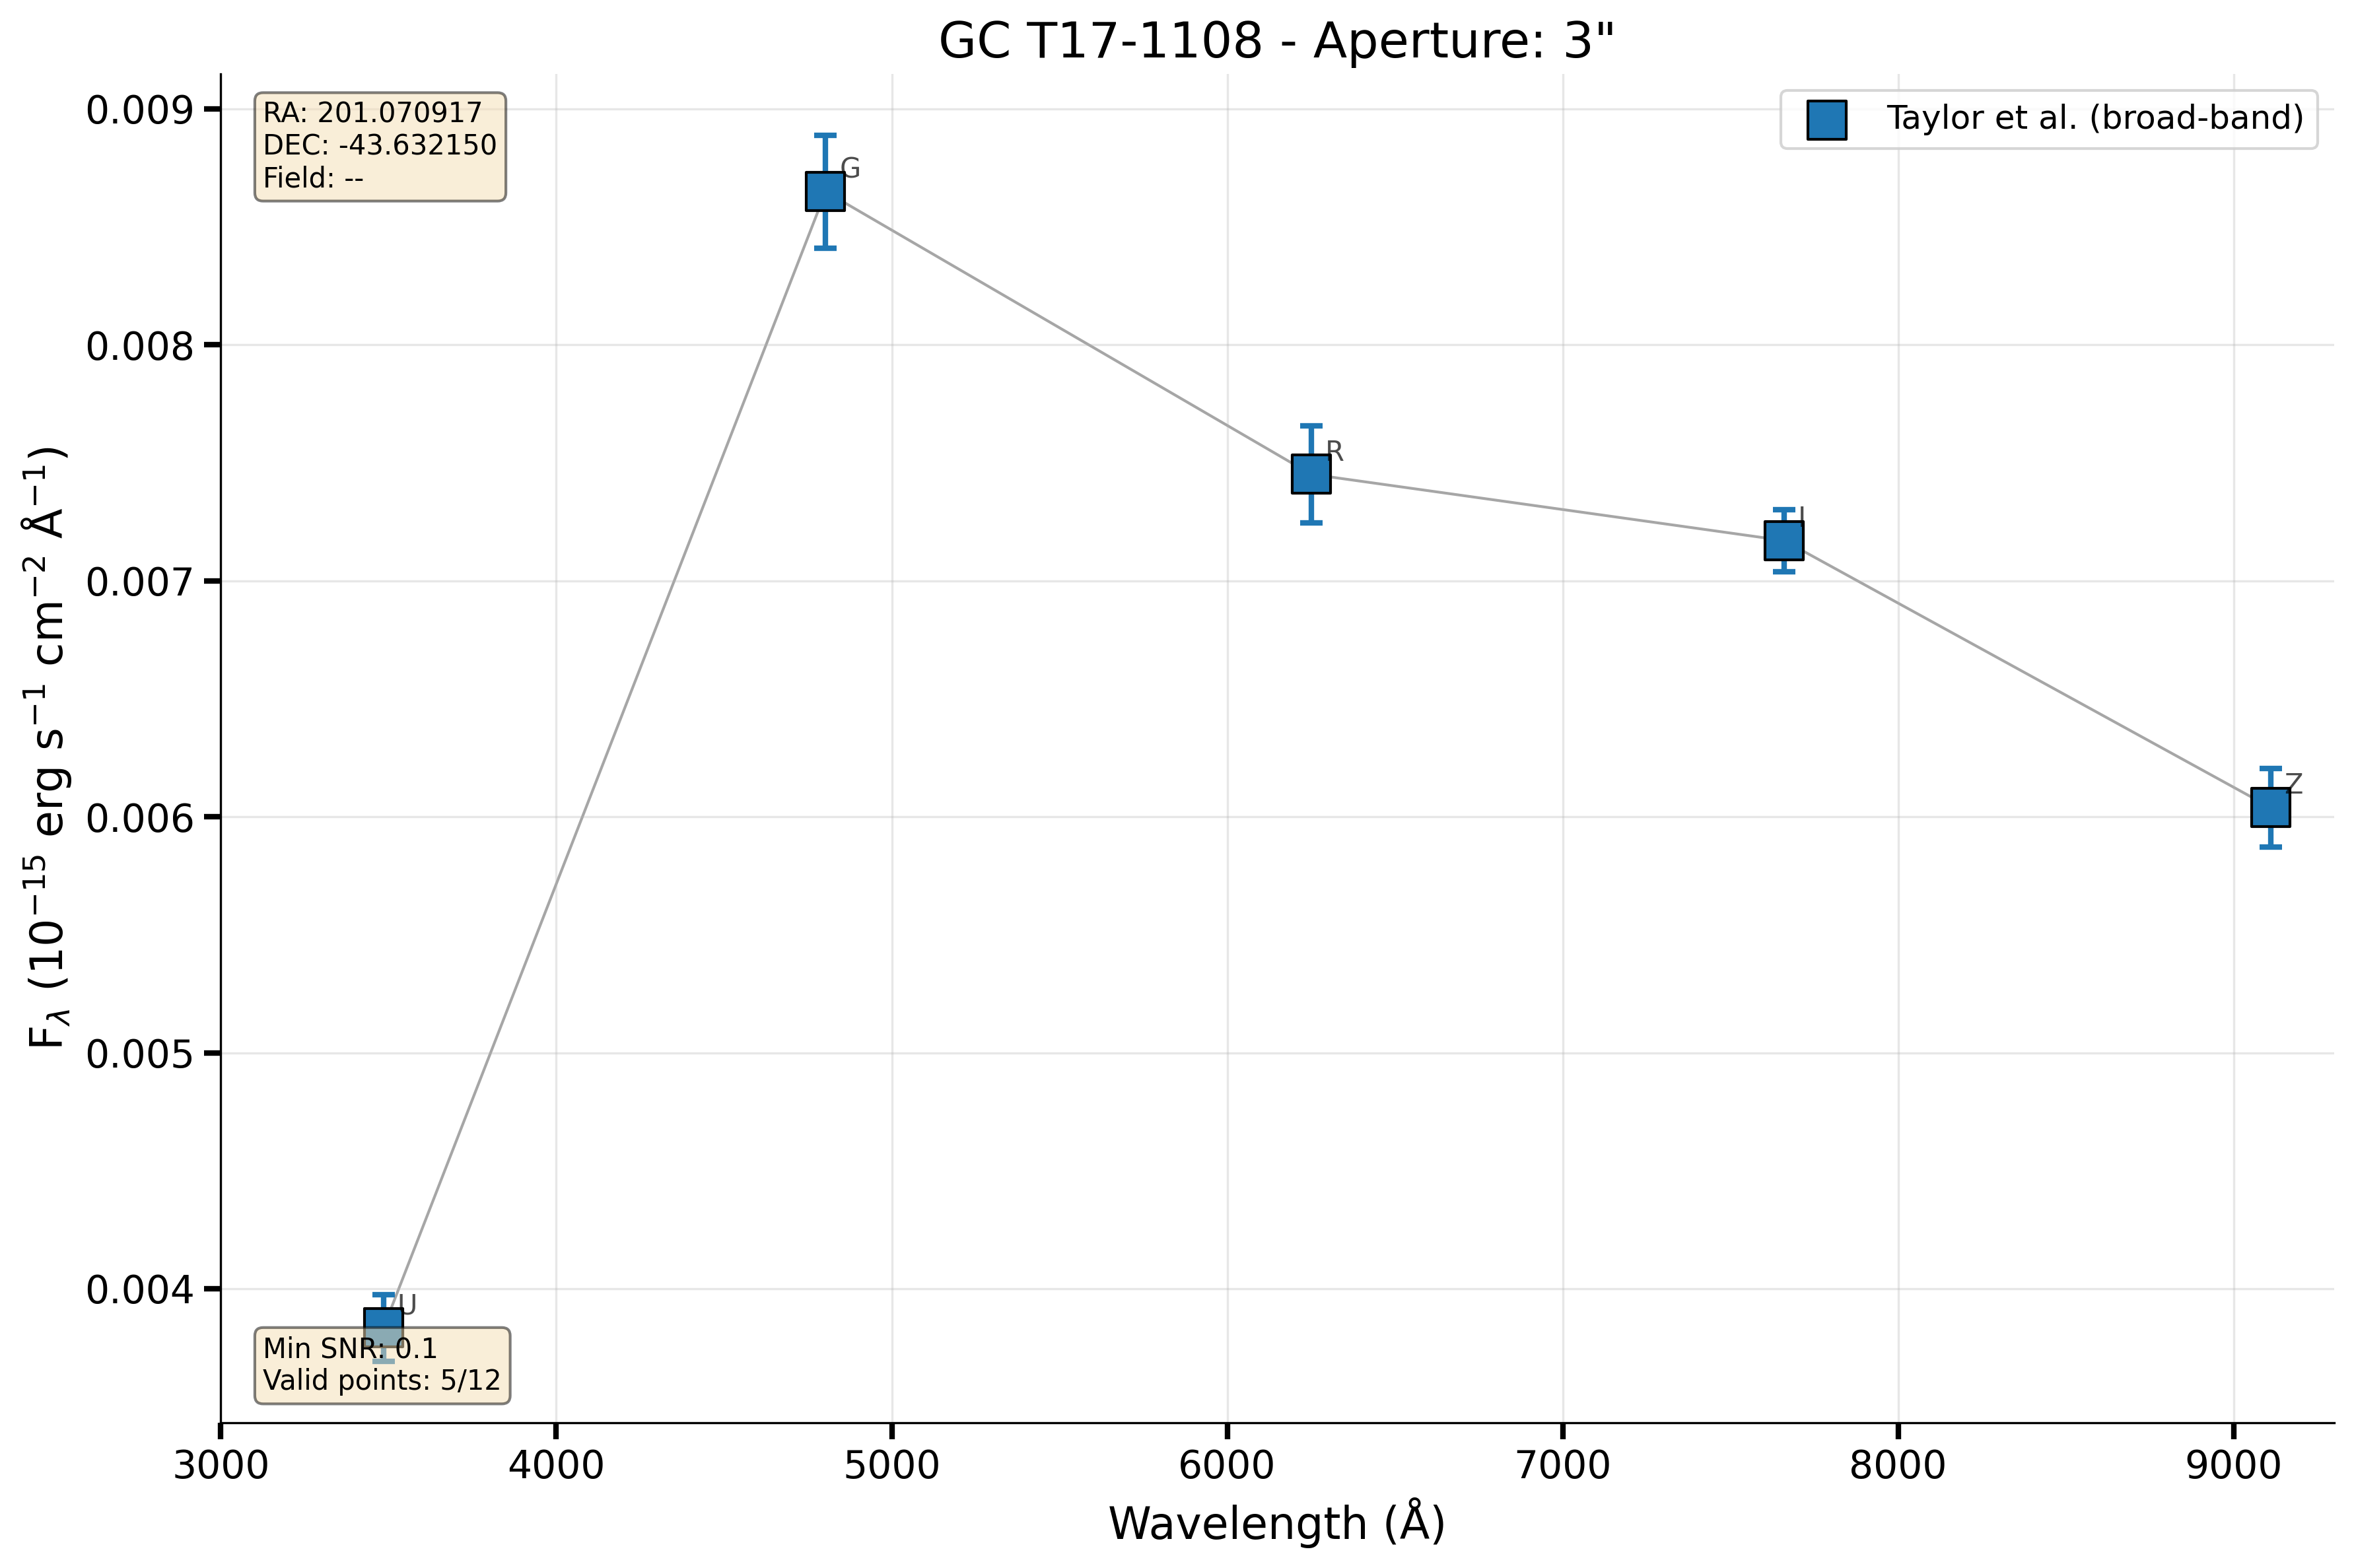 GC T17-1108 - Aperture: 3"
RA: 201.070917
DEC: -43.632150
Field: --
Taylor et al. (broad-band)
G
R
I
Z
U
Min SNR: 0.1
Valid points: 5/12
0.009
0.008
0.007
0.006
0.005
0.004
F_λ (10⁻¹⁵ erg s⁻¹ cm⁻² Å⁻¹)
3000 4000 5000 6000 7000 8000 9000
Wavelength (Å)